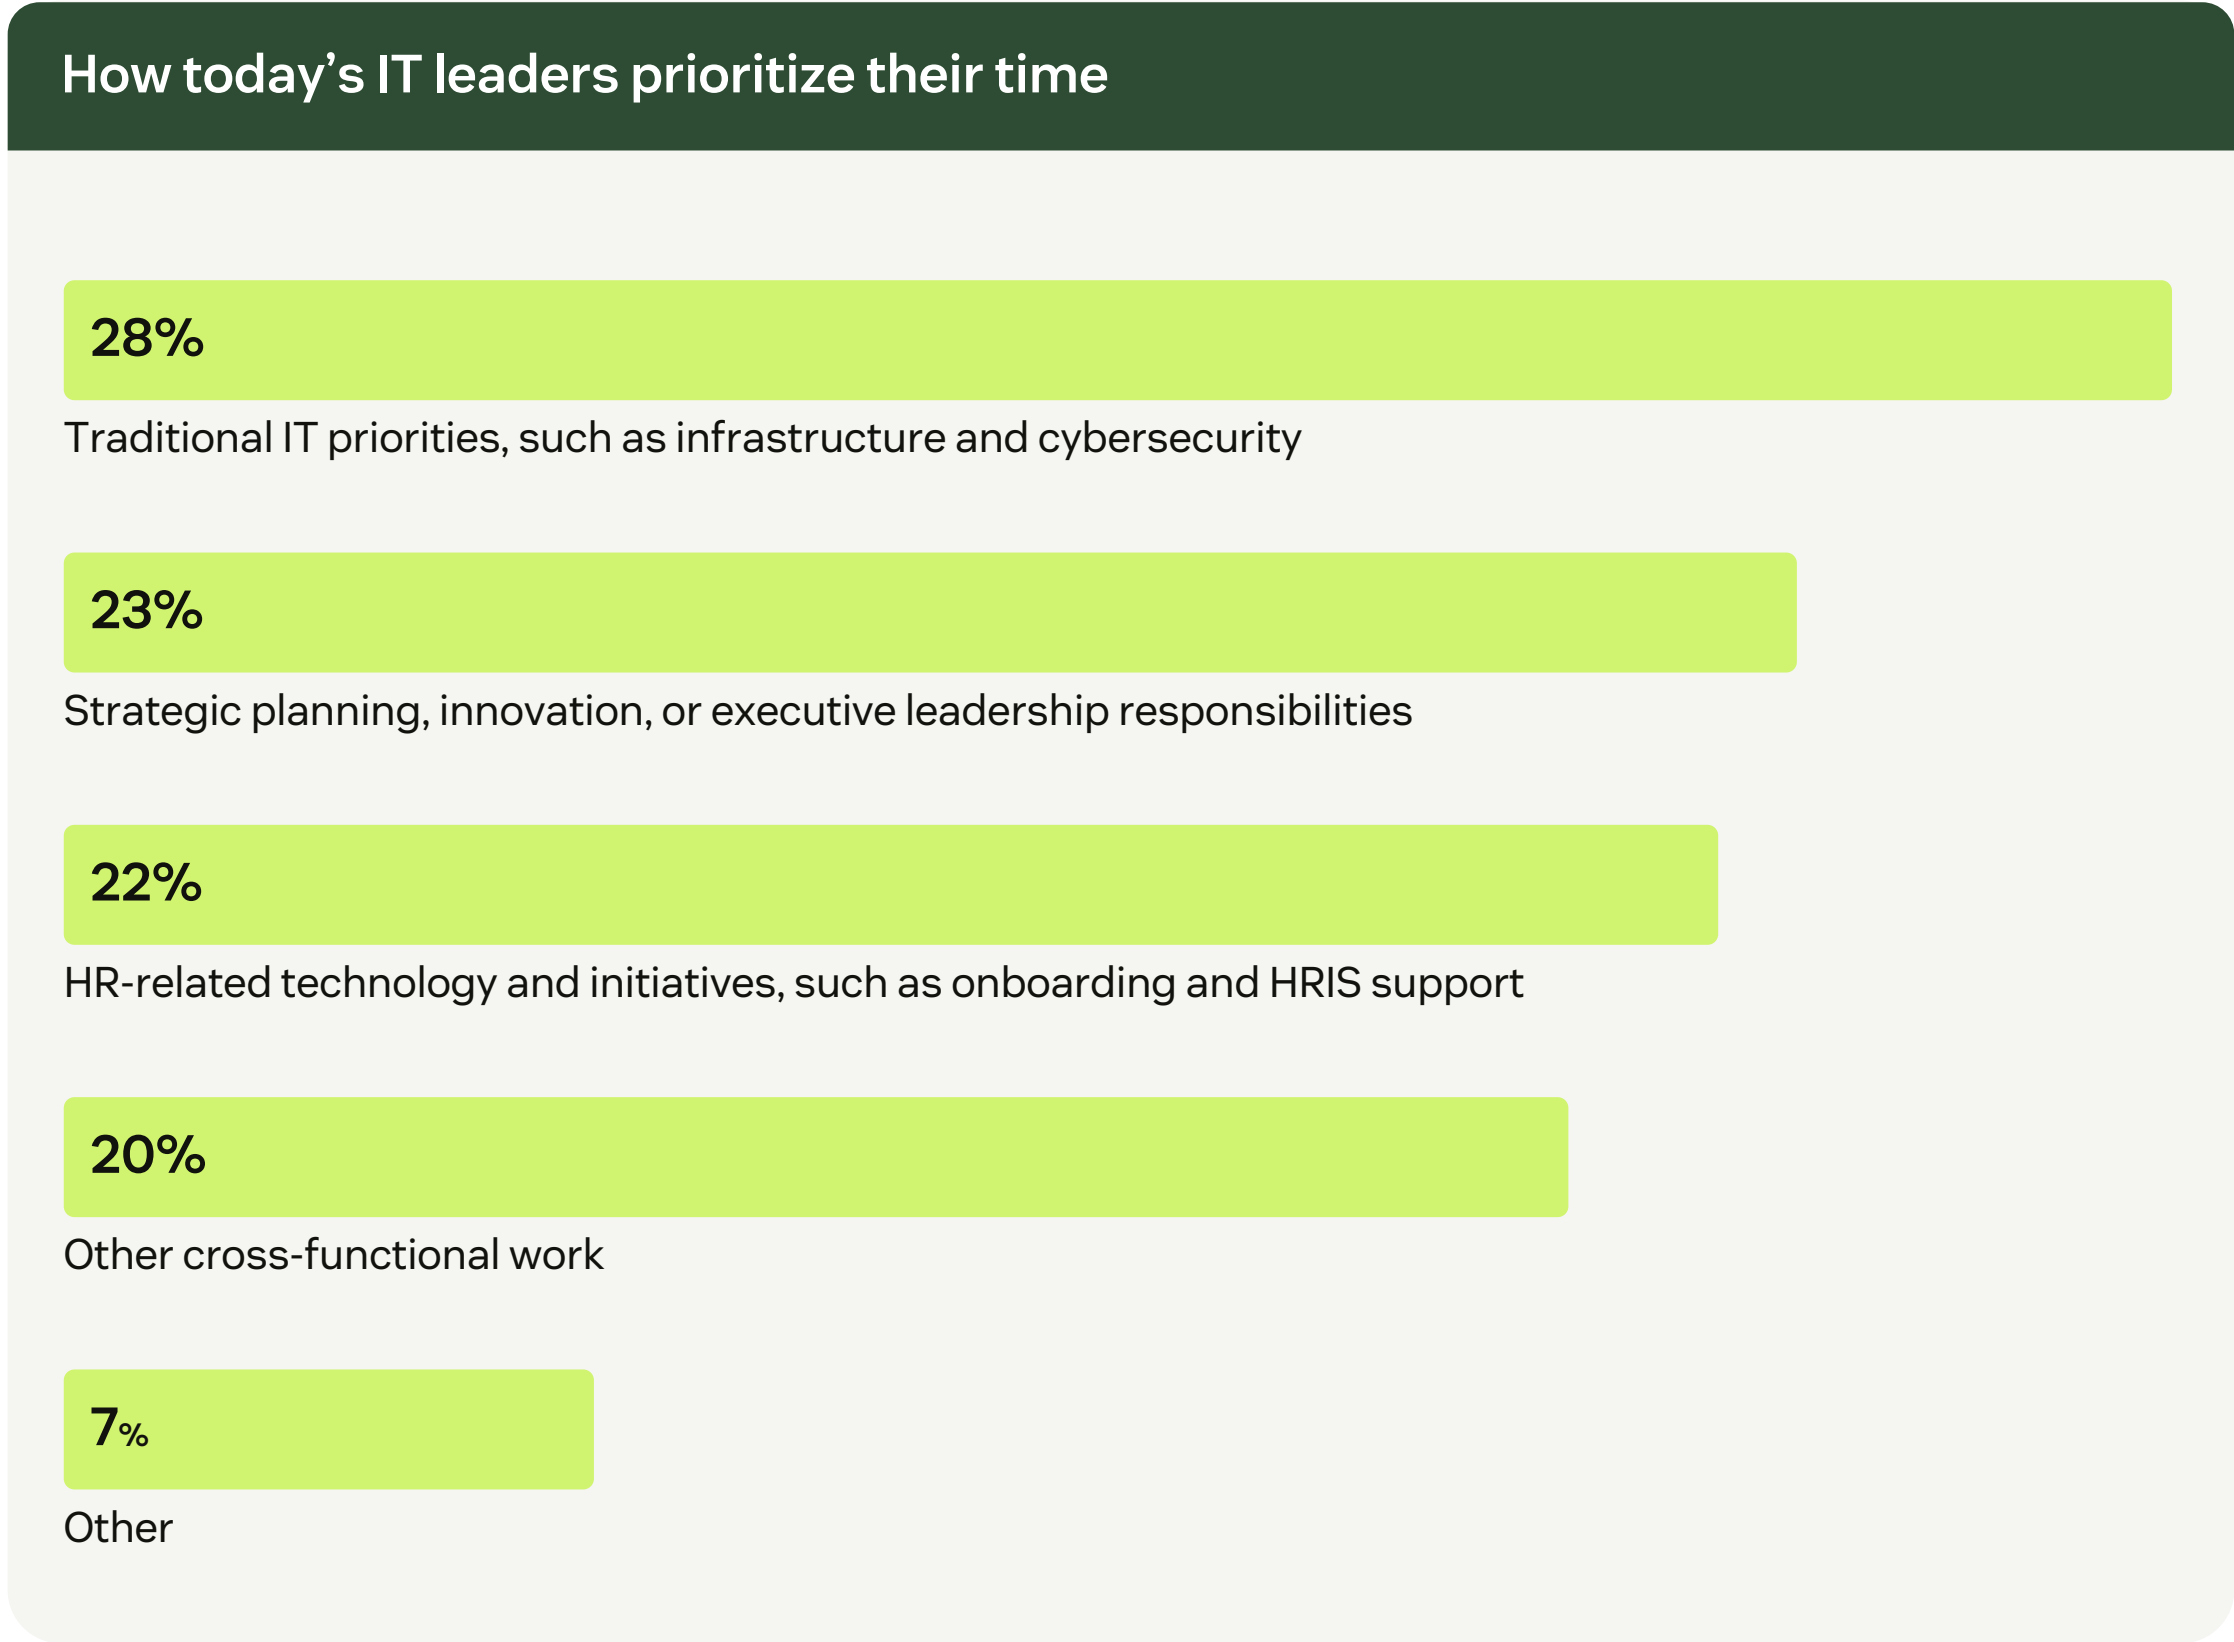 How today’s IT leaders prioritize their time
28%
Traditional IT priorities, such as infrastructure and cybersecurity
23%
Strategic planning, innovation, or executive leadership responsibilities
22%
HR-related technology and initiatives, such as onboarding and HRIS support
20%
Other cross-functional work
7%
Other